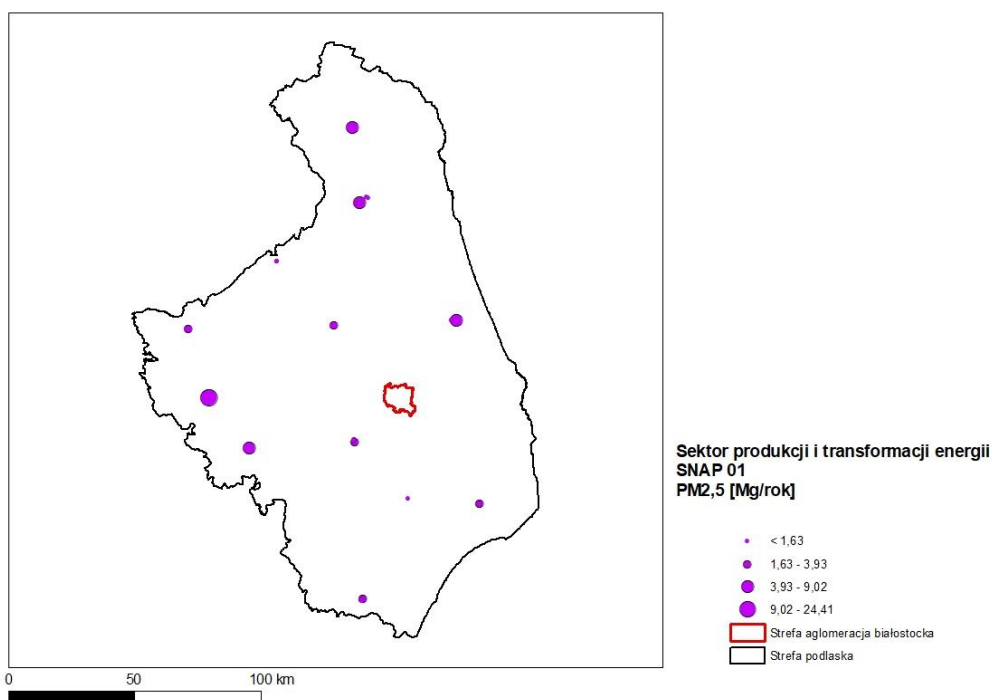 Sektor produkcji i transformacji energii
SNAP 01
PM2,5 [Mg/rok]
< 1,63
1,63 - 3,93
3,93 - 9,02
9,02 - 24,41
Strefa aglomeracja białostocka
Strefa podlaska
0 50 100 km